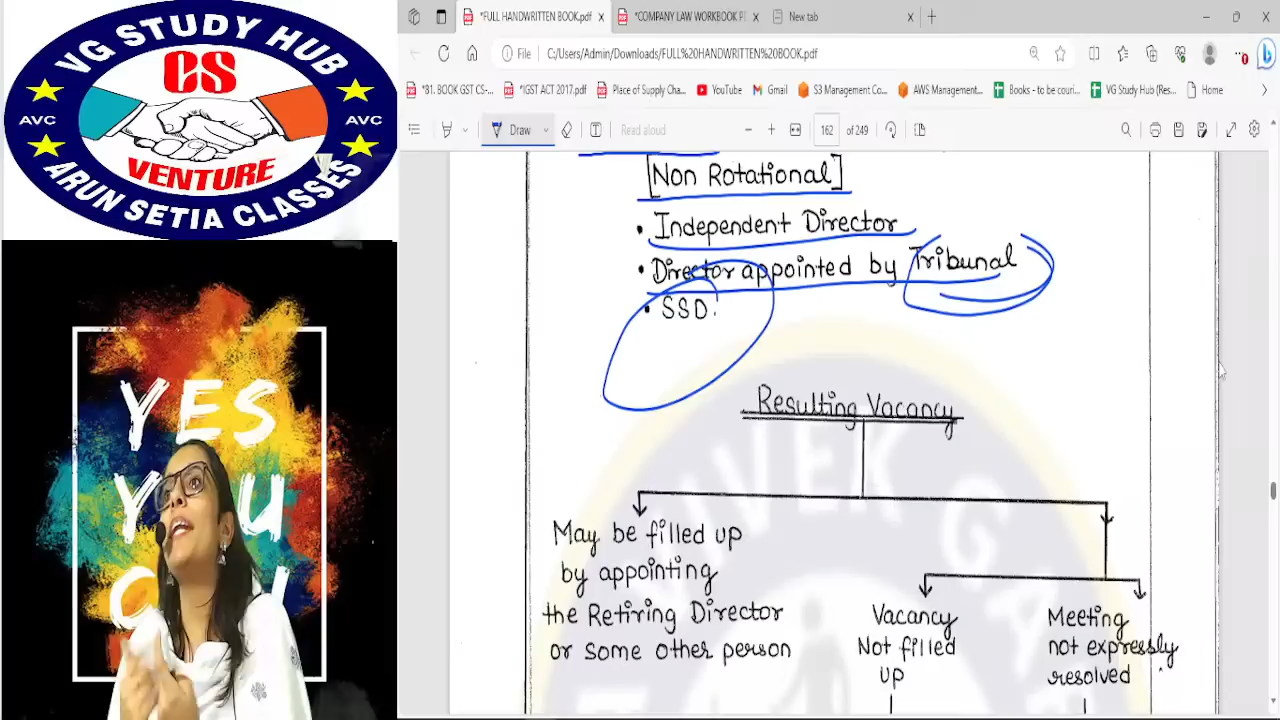 VG STUDY HUB
CS
AVC
AVC
VENTURE
ARUN SETIA CLASSES
YES
*FULL HANDWRITTEN BOOK.pdf
*COMPANY LAW WORKBOOK P
New tab
File
C:/Users/Admin/Downloads/FULL%20HANDWRITTEN%20BOOK.pdf
*81. BOOK GST CS-...
*IGST ACT 2017.pdf
Place of Supply Cha...
YouTube
Gmail
S3 Management Co...
AWS Management...
Books - to be couri...
VG Study Hub (Res...
Home
Draw
Read aloud
162
of 249
[Non Rotational]
• Independent Director
• Director appointed by Tribunal
• SSD.
Resulting Vacancy
May be filled up
by appointing
the Retiring Director
or some other person
Vacancy
Not filled
up
Meeting
not expressly
resolved